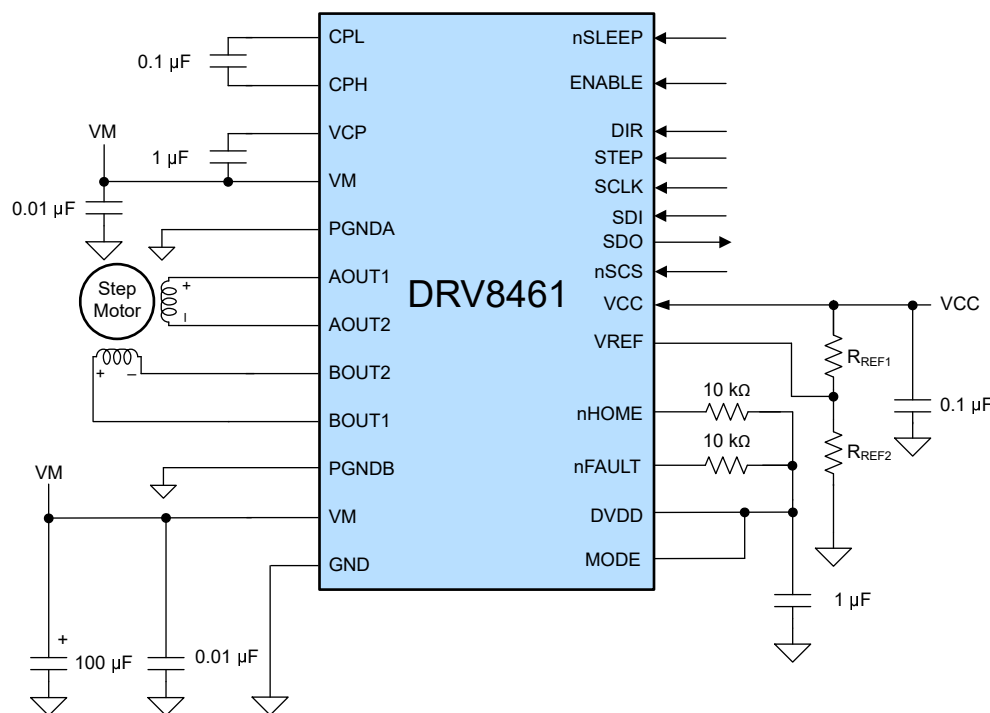 CPL
0.1 µF
CPH
VCP
VM
1 µF
VM
0.01 µF
PGNDA
AOUT1
+
Step
Motor
–
AOUT2
BOUT2
+
–
BOUT1
PGNDB
VM
VM
GND
+
100 µF
0.01 µF
DRV8461
nSLEEP
ENABLE
DIR
STEP
SCLK
SDI
SDO
nSCS
VCC
VCC
VREF
RREF1
10 kΩ
nHOME
0.1 µF
10 kΩ
RREF2
nFAULT
DVDD
MODE
1 µF